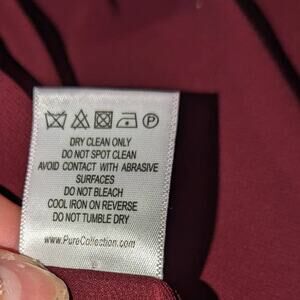 P
DRY CLEAN ONLY
DO NOT SPOT CLEAN
AVOID CONTACT WITH ABRASIVE
SURFACES
DO NOT BLEACH
COOL IRON ON REVERSE
DO NOT TUMBLE DRY
www.PureCollection.com